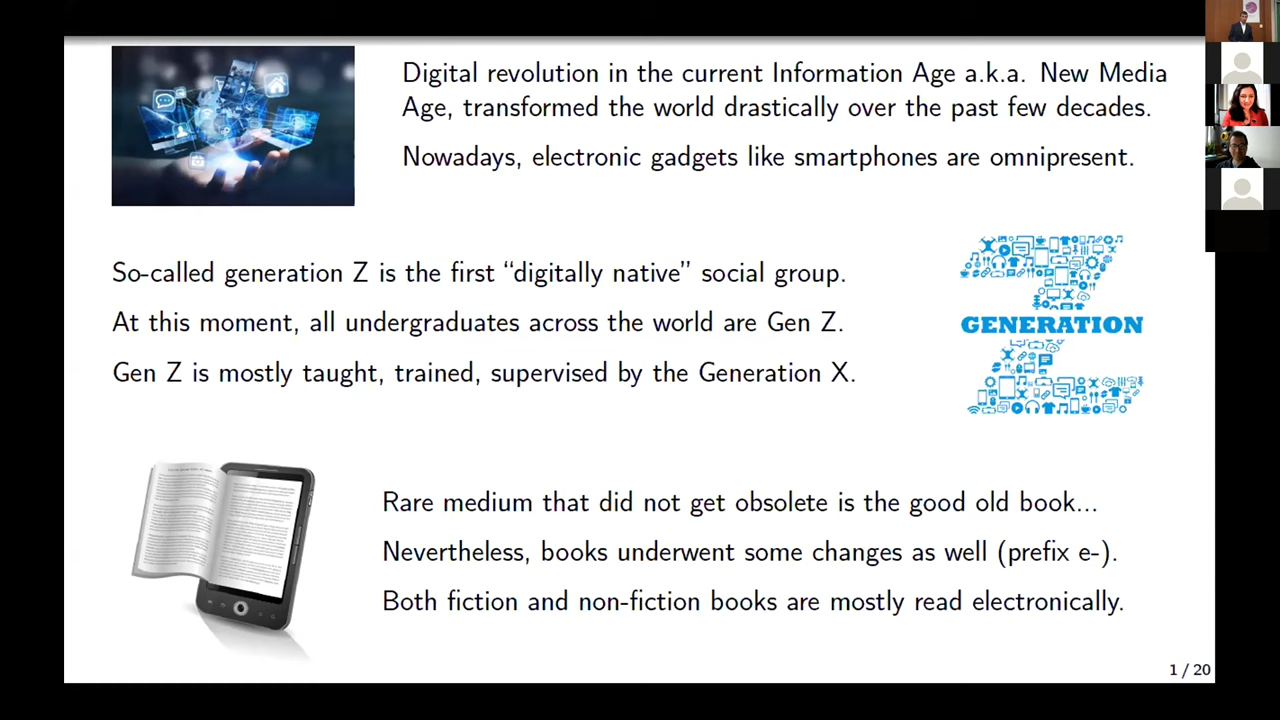 Digital revolution in the current Information Age a.k.a. New Media
Age, transformed the world drastically over the past few decades.
Nowadays, electronic gadgets like smartphones are omnipresent.
So-called generation Z is the first “digitally native” social group.
At this moment, all undergraduates across the world are Gen Z.
Gen Z is mostly taught, trained, supervised by the Generation X.
GENERATION
Rare medium that did not get obsolete is the good old book...
Nevertheless, books underwent some changes as well (prefix e-).
Both fiction and non-fiction books are mostly read electronically.
1 / 20